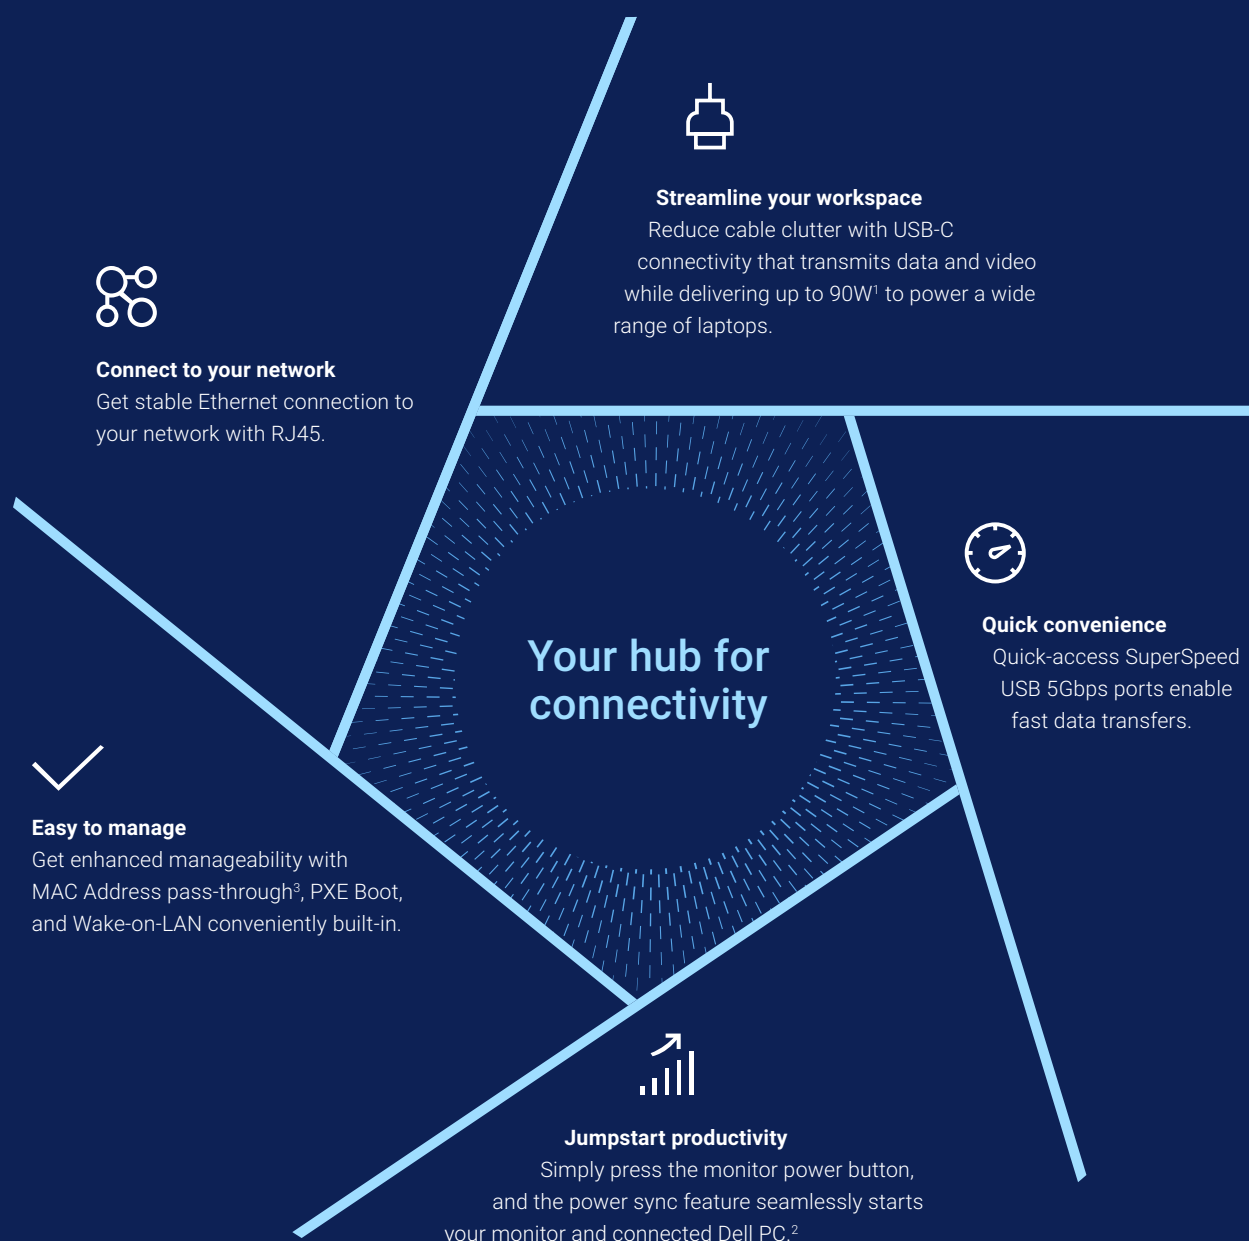 Streamline your workspace
Reduce cable clutter with USB-C
connectivity that transmits data and video
while delivering up to 90W¹ to power a wide
range of laptops.
Connect to your network
Get stable Ethernet connection to
your network with RJ45.
Your hub for
connectivity
Quick convenience
Quick-access SuperSpeed
USB 5Gbps ports enable
fast data transfers.
Easy to manage
Get enhanced manageability with
MAC Address pass-through³, PXE Boot,
and Wake-on-LAN conveniently built-in.
Jumpstart productivity
Simply press the monitor power button,
and the power sync feature seamlessly starts
your monitor and connected Dell PC.²